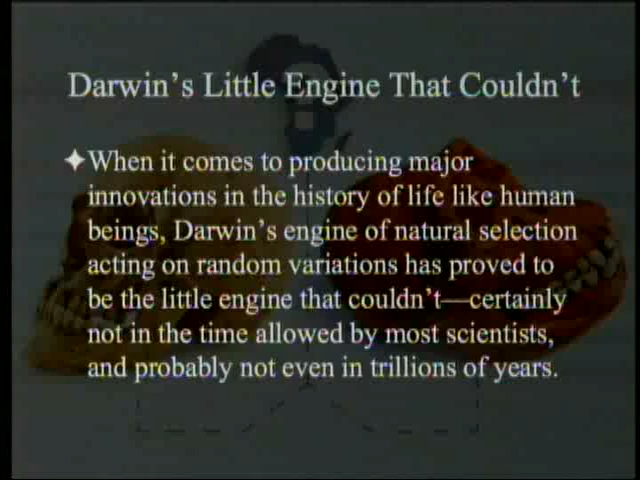 Darwin's Little Engine That Couldn't
✦When it comes to producing major
innovations in the history of life like human
beings, Darwin's engine of natural selection
acting on random variations has proved to
be the little engine that couldn't—certainly
not in the time allowed by most scientists,
and probably not even in trillions of years.